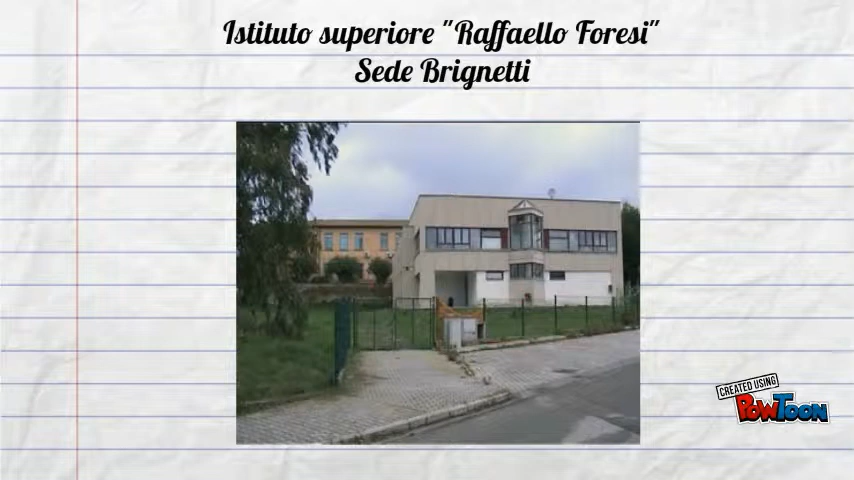 Istituto superiore "Raffaello Foresi"
Sede Brignetti
CREATED USING
POWTOON